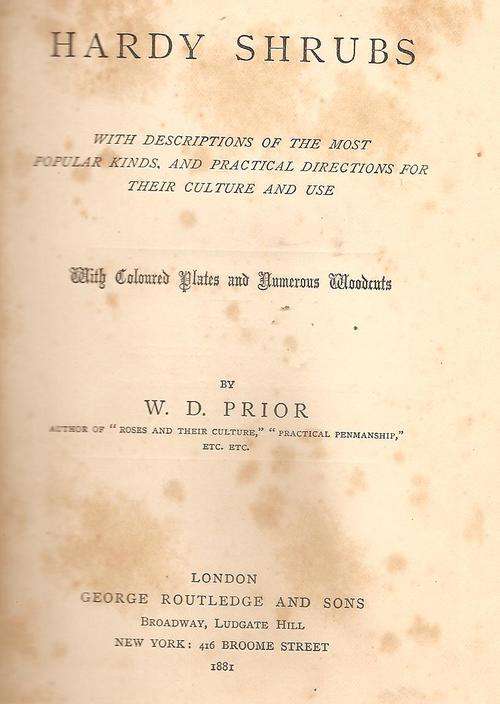 HARDY SHRUBS
WITH DESCRIPTIONS OF THE MOST
POPULAR KINDS, AND PRACTICAL DIRECTIONS FOR
THEIR CULTURE AND USE
With Coloured Plates and Numerous Woodcuts
BY
W. D. PRIOR
AUTHOR OF “ROSES AND THEIR CULTURE,” “PRACTICAL PENMANSHIP,”
ETC. ETC.
LONDON
GEORGE ROUTLEDGE AND SONS
BROADWAY, LUDGATE HILL
NEW YORK: 416 BROOME STREET
1881